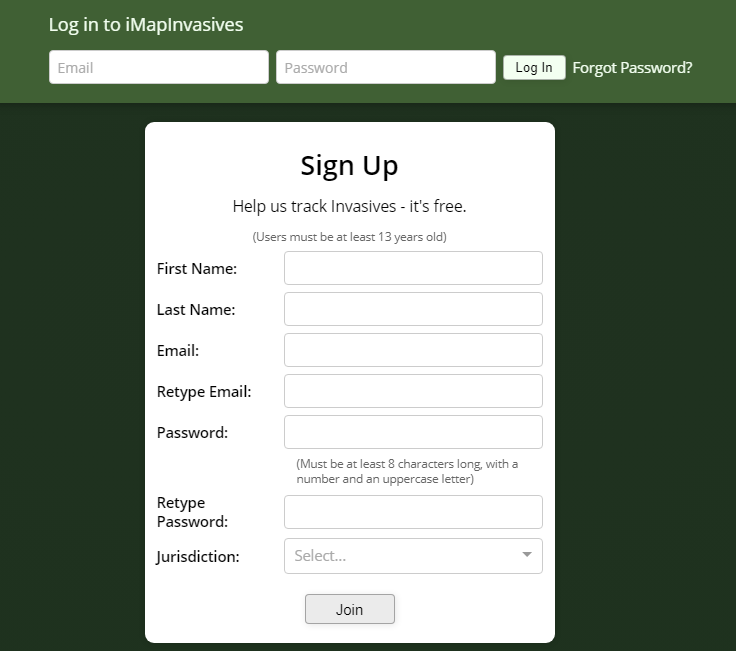 Log in to iMapInvasives
Email
Password
Log In
Forgot Password?
Sign Up
Help us track Invasives - it's free.
(Users must be at least 13 years old)
First Name:
Last Name:
Email:
Retype Email:
Password:
(Must be at least 8 characters long, with a
number and an uppercase letter)
Retype
Password:
Jurisdiction:
Select...
Join